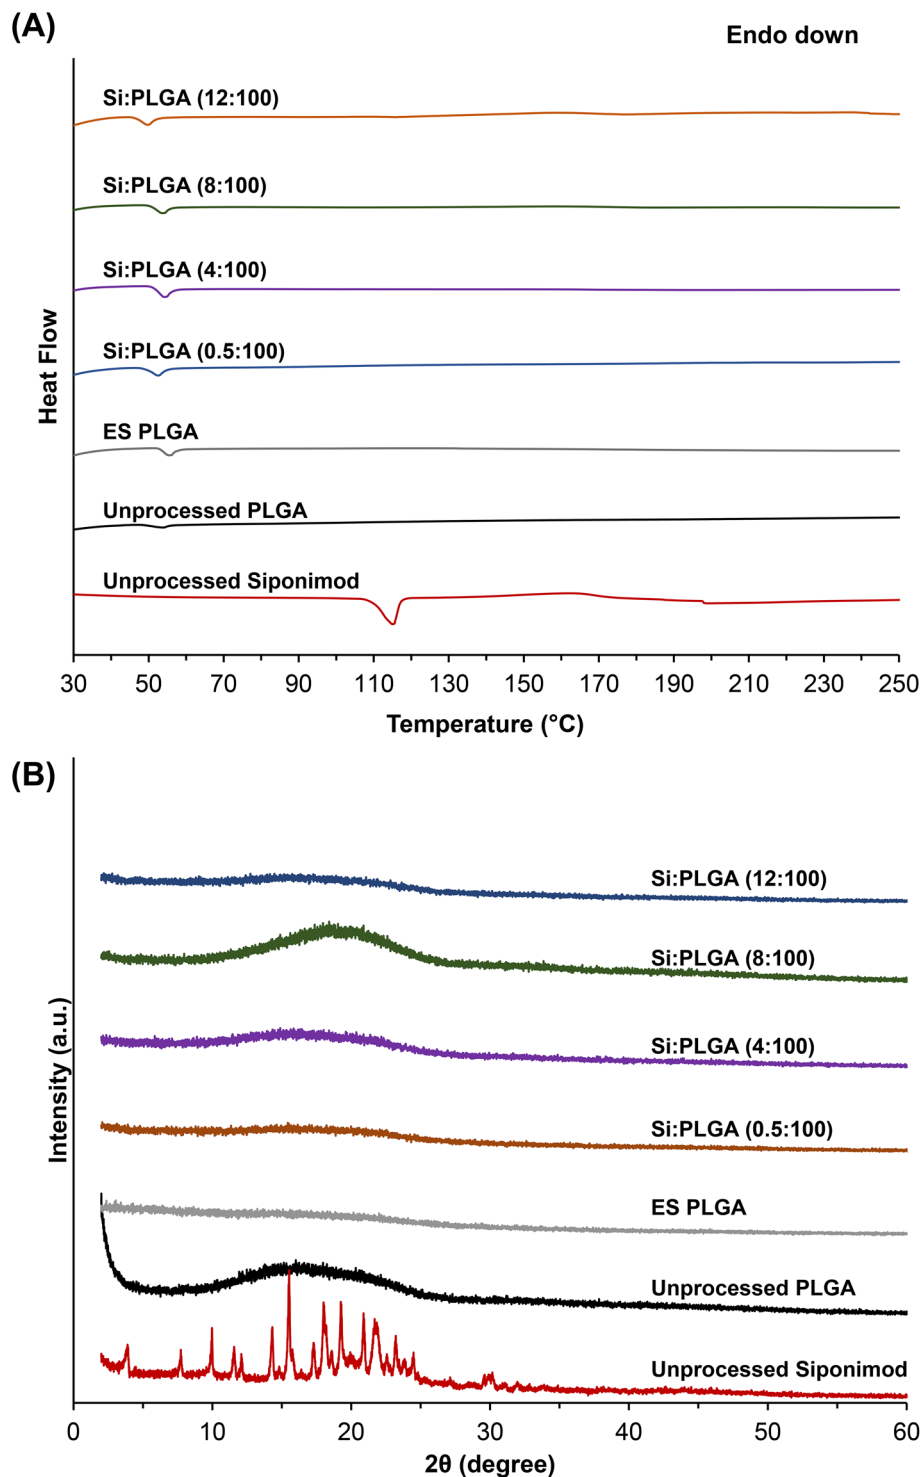 (A)
Endo down
Si:PLGA (12:100)
Si:PLGA (8:100)
Si:PLGA (4:100)
Si:PLGA (0.5:100)
ES PLGA
Unprocessed PLGA
Unprocessed Siponimod
Heat Flow
30 50 70 90 110 130 150 170 190 210 230 250
Temperature (°C)
(B)
Si:PLGA (12:100)
Si:PLGA (8:100)
Si:PLGA (4:100)
Si:PLGA (0.5:100)
ES PLGA
Unprocessed PLGA
Unprocessed Siponimod
Intensity (a.u.)
0 10 20 30 40 50 60
2θ (degree)